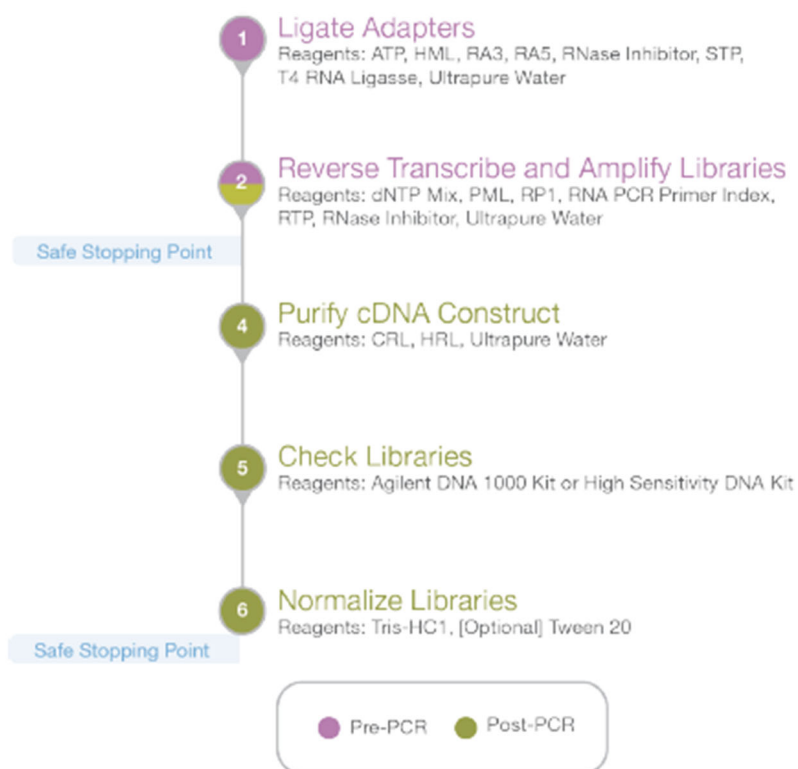 1
Ligate Adapters
Reagents: ATP, HML, RA3, RA5, RNase Inhibitor, STP,
T4 RNA Ligasse, Ultrapure Water
2
Reverse Transcribe and Amplify Libraries
Reagents: dNTP Mix, PML, RP1, RNA PCR Primer Index,
RTP, RNase Inhibitor, Ultrapure Water
Safe Stopping Point
4
Purify cDNA Construct
Reagents: CRL, HRL, Ultrapure Water
5
Check Libraries
Reagents: Agilent DNA 1000 Kit or High Sensitivity DNA Kit
6
Normalize Libraries
Reagents: Tris-HC1, [Optional] Tween 20
Safe Stopping Point
Pre-PCR
Post-PCR